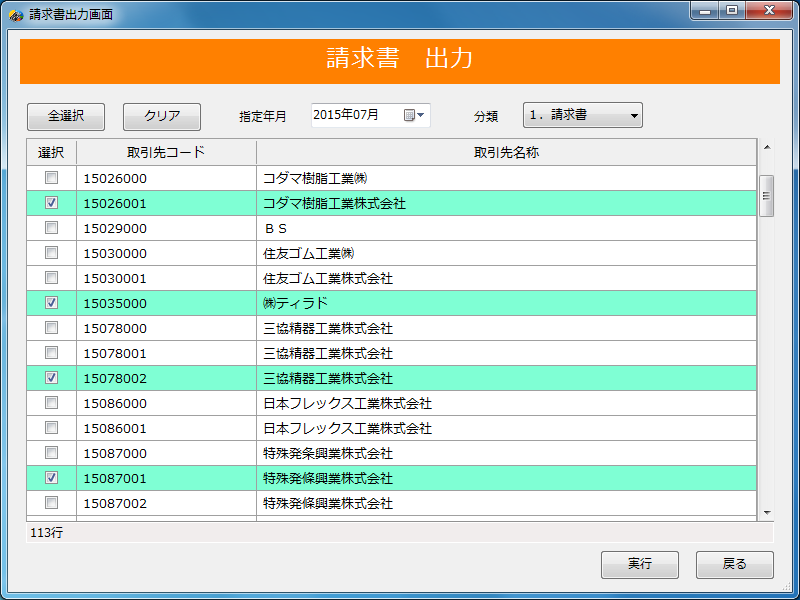 請求書出力画面
請求書　出力
全選択 クリア 指定年月 2015年07月 分類 1. 請求書
選択 取引先コード 取引先名称
15026000 コダマ樹脂工業㈱
15026001 コダマ樹脂工業株式会社
15029000 ＢＳ
15030000 住友ゴム工業㈱
15030001 住友ゴム工業株式会社
15035000 ㈱ティラド
15078000 三協精器工業株式会社
15078001 三協精器工業株式会社
15078002 三協精器工業株式会社
15086000 日本フレックス工業株式会社
15086001 日本フレックス工業株式会社
15087000 特殊発条興業株式会社
15087001 特殊発條興業株式会社
15087002 特殊発條興業株式会社
113行
実行 戻る